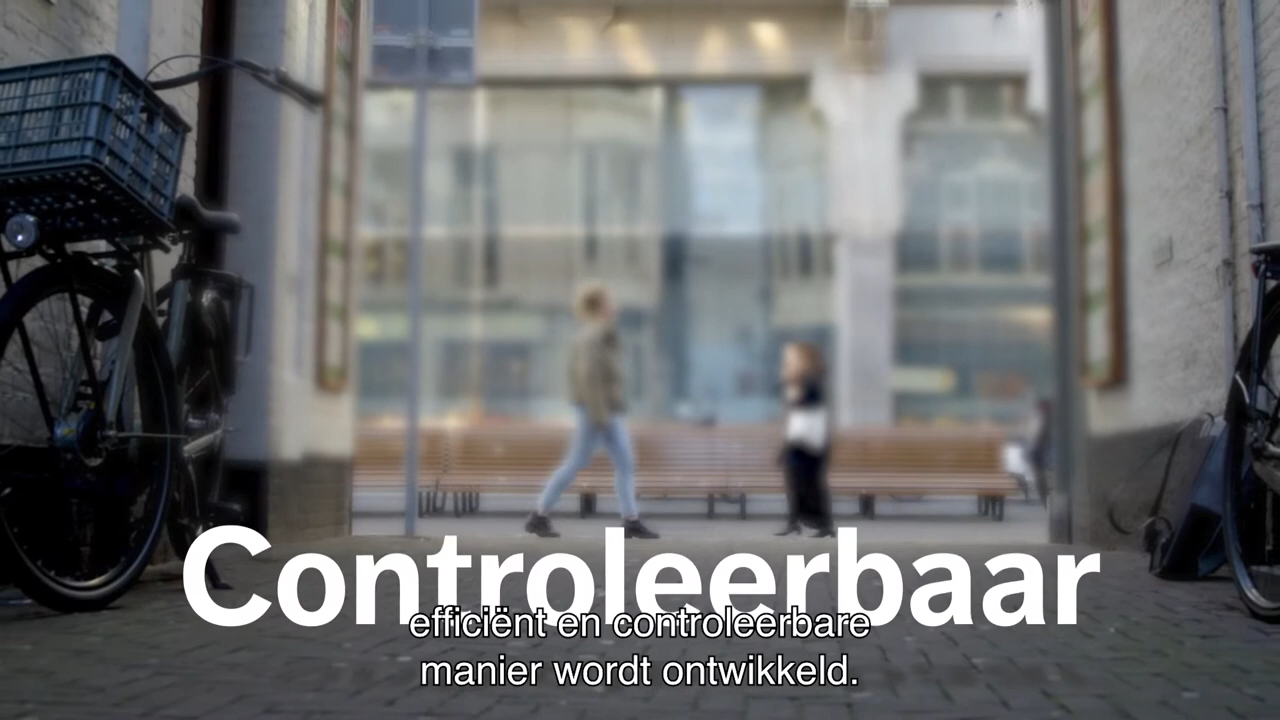 Controleerbaar
efficiënt en controleerbare
manier wordt ontwikkeld.